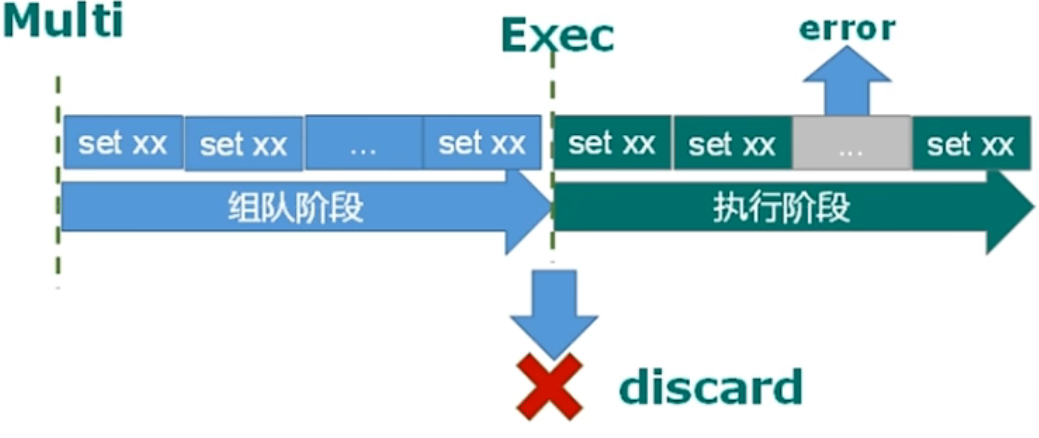 Multi
Exec
error
set xx
set xx
...
set xx
set xx
set xx
...
set xx
组队阶段
执行阶段
discard